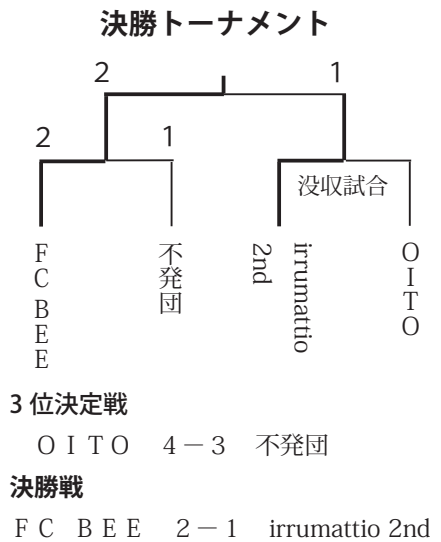 決勝トーナメント
2 1
2 1
没収試合
ＦＣ ＢＥＥ
不発団
irrumattio
2nd
ＯＩＴＯ
3 位決定戦
ＯＩＴＯ　4－3　不発団
決勝戦
ＦＣ　ＢＥＥ　2－1　irrumattio 2nd